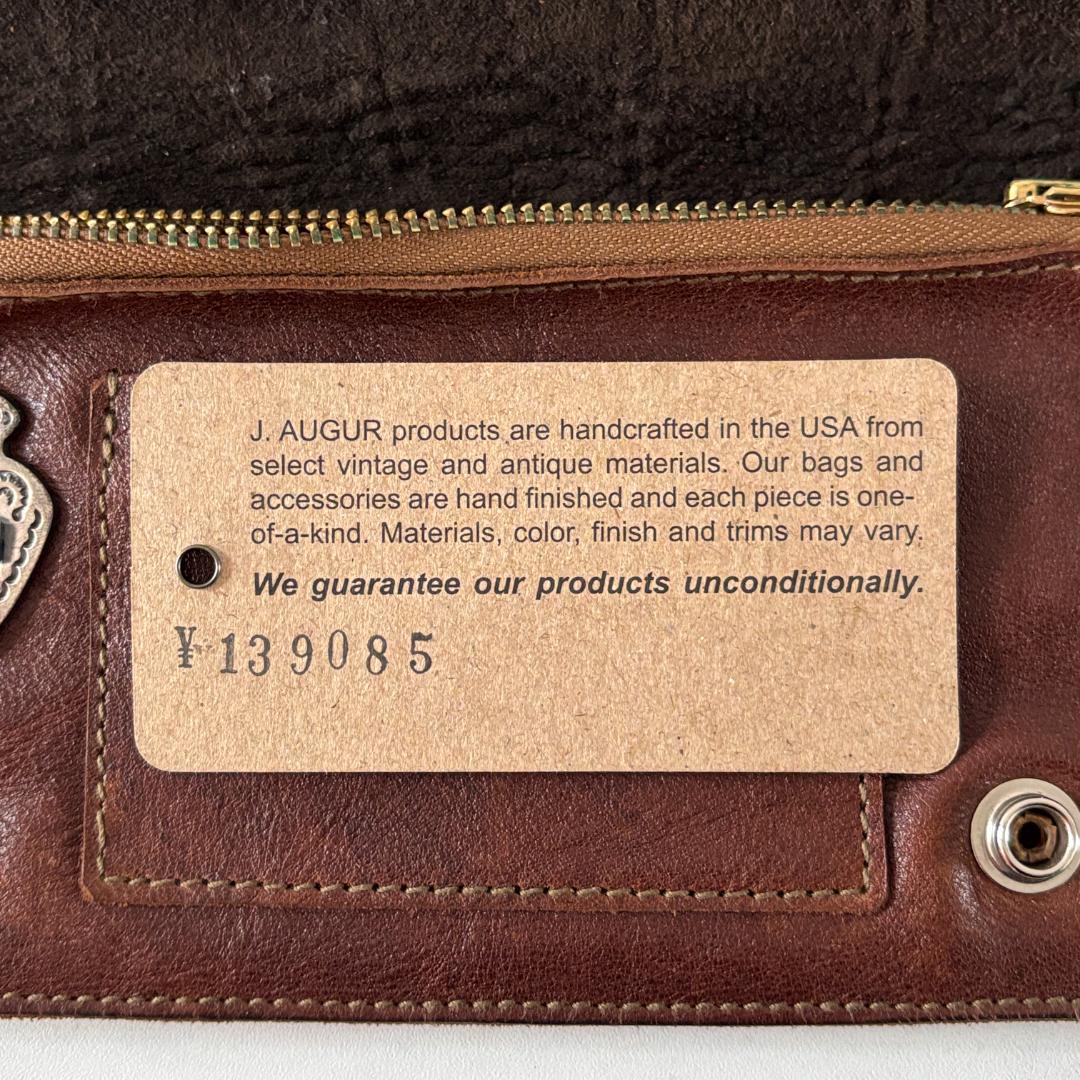 J. AUGUR products are handcrafted in the USA from
select vintage and antique materials. Our bags and
accessories are hand finished and each piece is one-
of-a-kind. Materials, color, finish and trims may vary.
We guarantee our products unconditionally.
¥139085